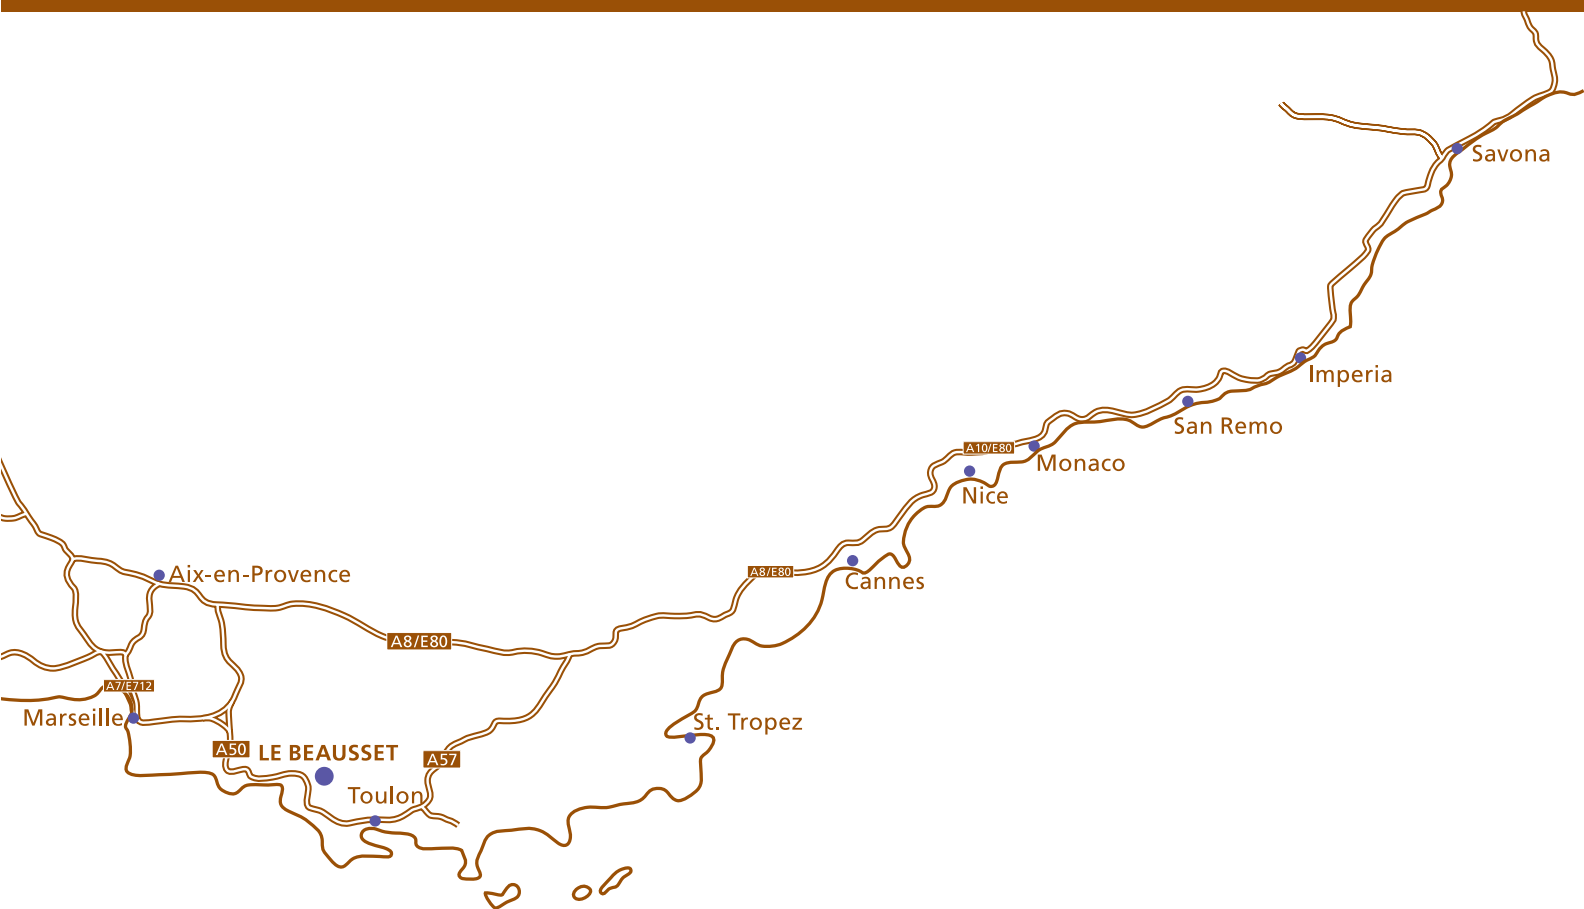 Savona
Imperia
San Remo
A10/E80
Monaco
Nice
A8/E80
Cannes
Aix-en-Provence
A8/E80
A7/E712
Marseille
St. Tropez
A50
LE BEAUSSET
A57
Toulon